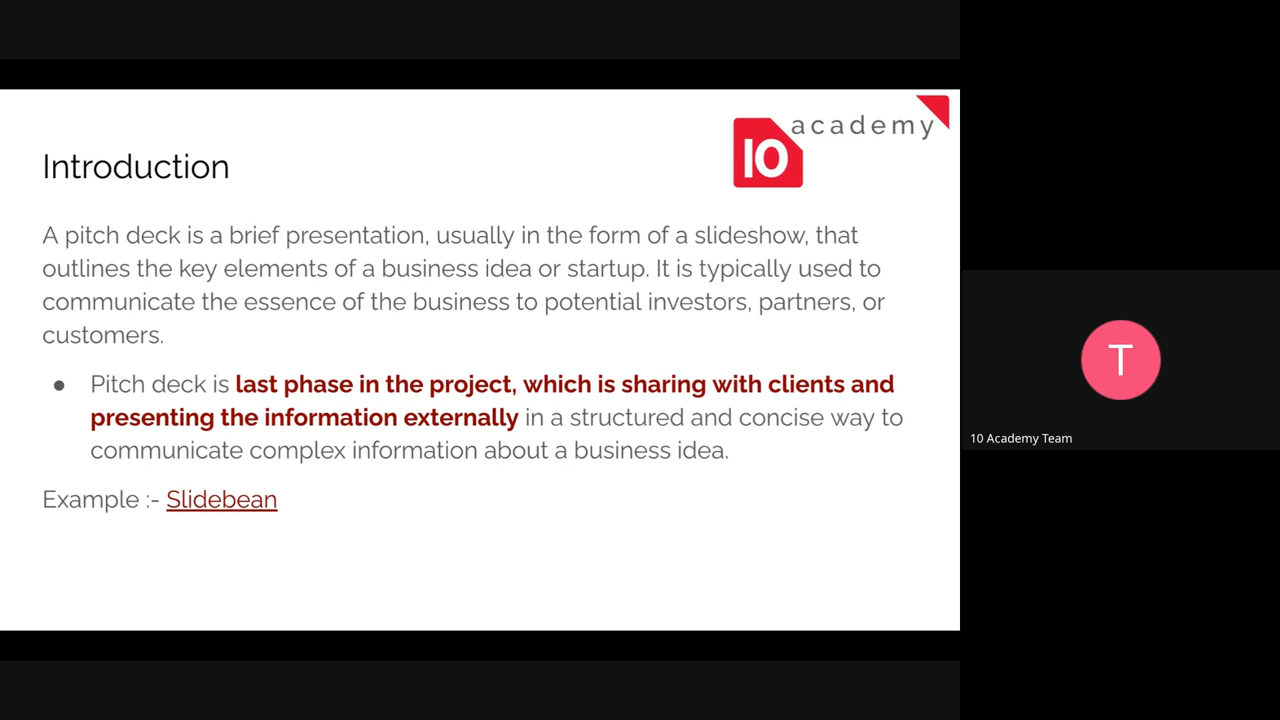 academy
10
Introduction
A pitch deck is a brief presentation, usually in the form of a slideshow, that
outlines the key elements of a business idea or startup. It is typically used to
communicate the essence of the business to potential investors, partners, or
customers.
● Pitch deck is last phase in the project, which is sharing with clients and
presenting the information externally in a structured and concise way to
communicate complex information about a business idea.
Example :- Slidebean
T
10 Academy Team